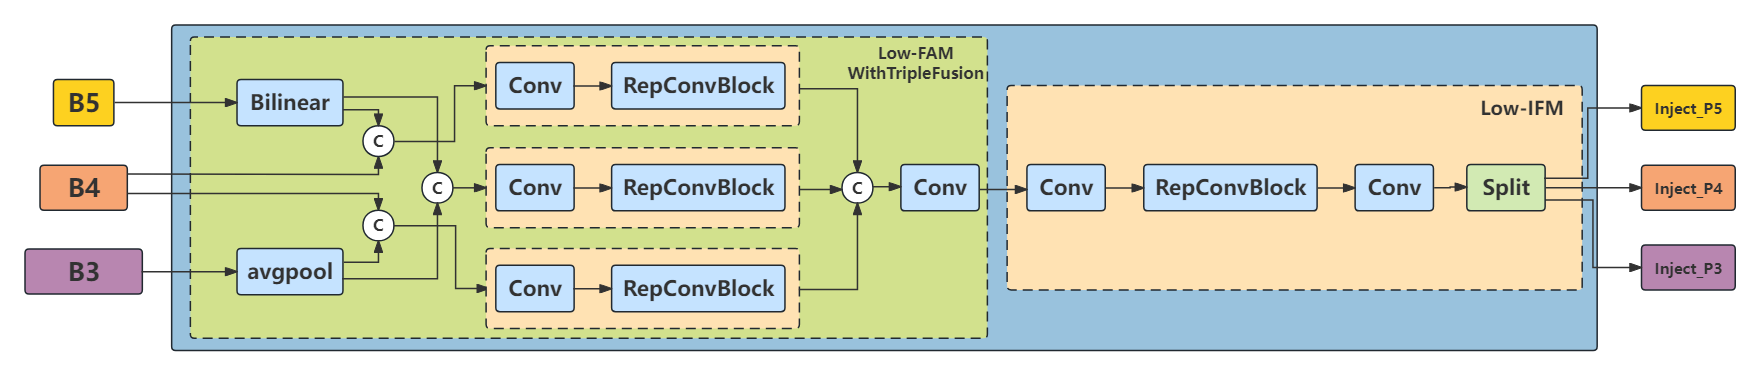 B5
B4
B3
Bilinear
avgpool
C
C
C
Conv
RepConvBlock
Conv
RepConvBlock
Conv
RepConvBlock
Low-FAM
WithTripleFusion
C
Conv
Low-IFM
Conv
RepConvBlock
Conv
Split
Inject_P5
Inject_P4
Inject_P3